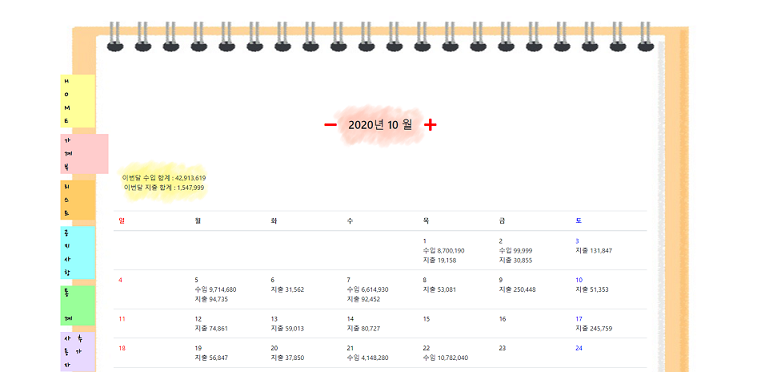 HOME
가계부
리스트
공지사항
통계
사용자 추가
2020년 10 월
이번달 수입 합계 : 42,913,619
이번달 지출 합계 : 1,547,999
일 월 화 수 목 금 토
1 2 3
수입 8,700,190 수입 99,999 지출 131,847
지출 19,158 지출 30,855
4 5 6 7 8 9 10
수입 9,714,680 지출 31,562 수입 6,614,930 지출 53,081 지출 250,448 지출 51,353
지출 94,735 지출 92,452
11 12 13 14 15 16 17
지출 74,861 지출 59,013 지출 80,727 지출 245,759
18 19 20 21 22 23 24
지출 56,847 지출 37,850 수입 4,148,280 수입 10,782,040